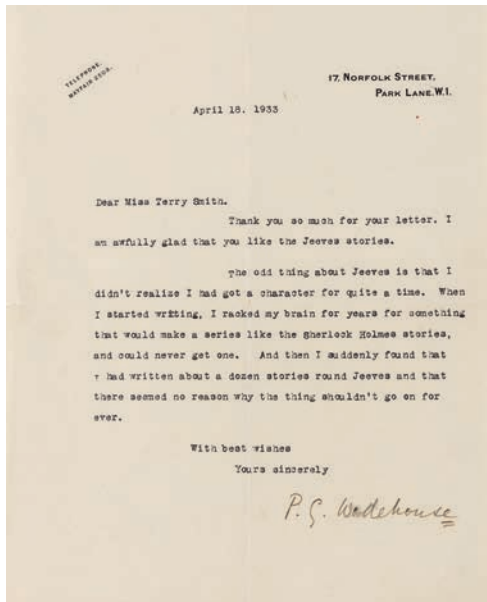 TELEPHONE.
MAYFAIR
17, NORFOLK STREET,
PARK LANE. W.1.
April 18. 1933
Dear Miss Terry Smith.
Thank you so much for your letter. I
am awfully glad that you like the Jeeves stories.
The odd thing about Jeeves is that I
didn't realize I had got a character for quite a time. When
I started writing, I racked my brain for years for something
that would make a series like the Sherlock Holmes stories,
and could never get one. And then I suddenly found that
I had written about a dozen stories round Jeeves and that
there seemed no reason why the thing shouldn't go on for
ever.
With best wishes
Yours sincerely
P. G. Wodehouse